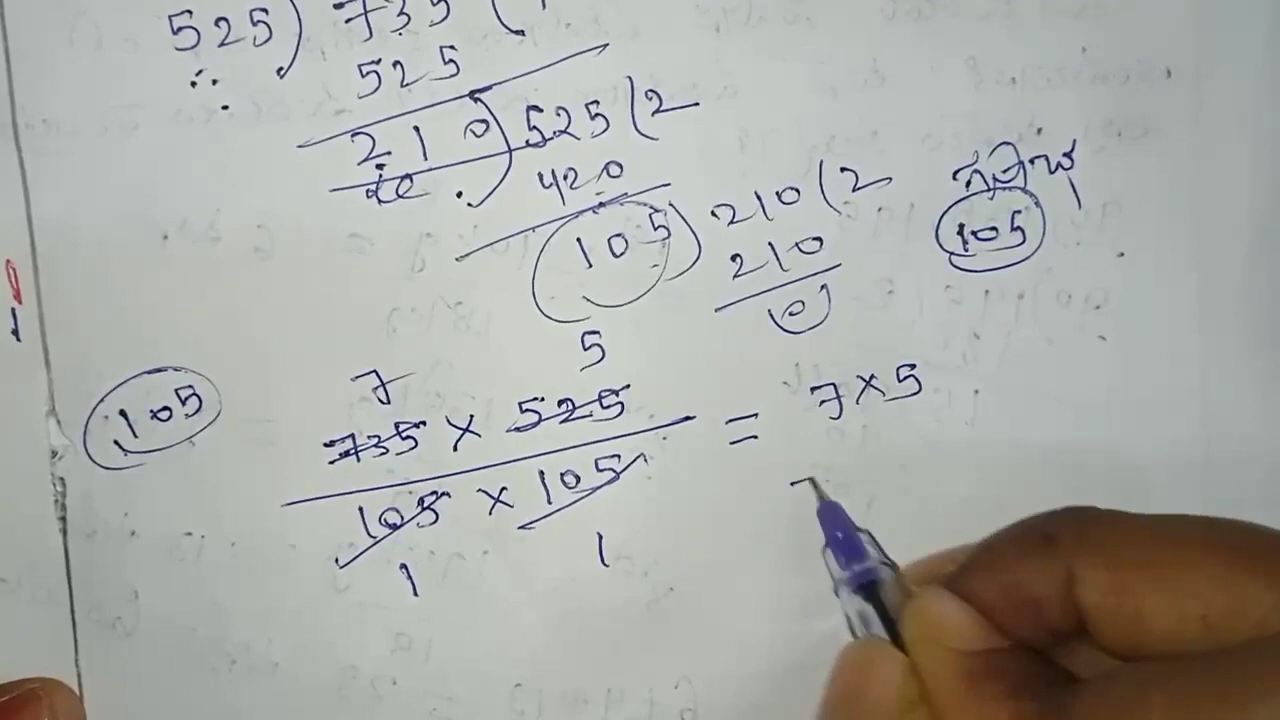 525) 735 (1
∴ 525
210) 525 (2
420
105) 210 (2
210
0
105
105
7 5
735 × 525 = 7 × 5
105 × 105
1 1